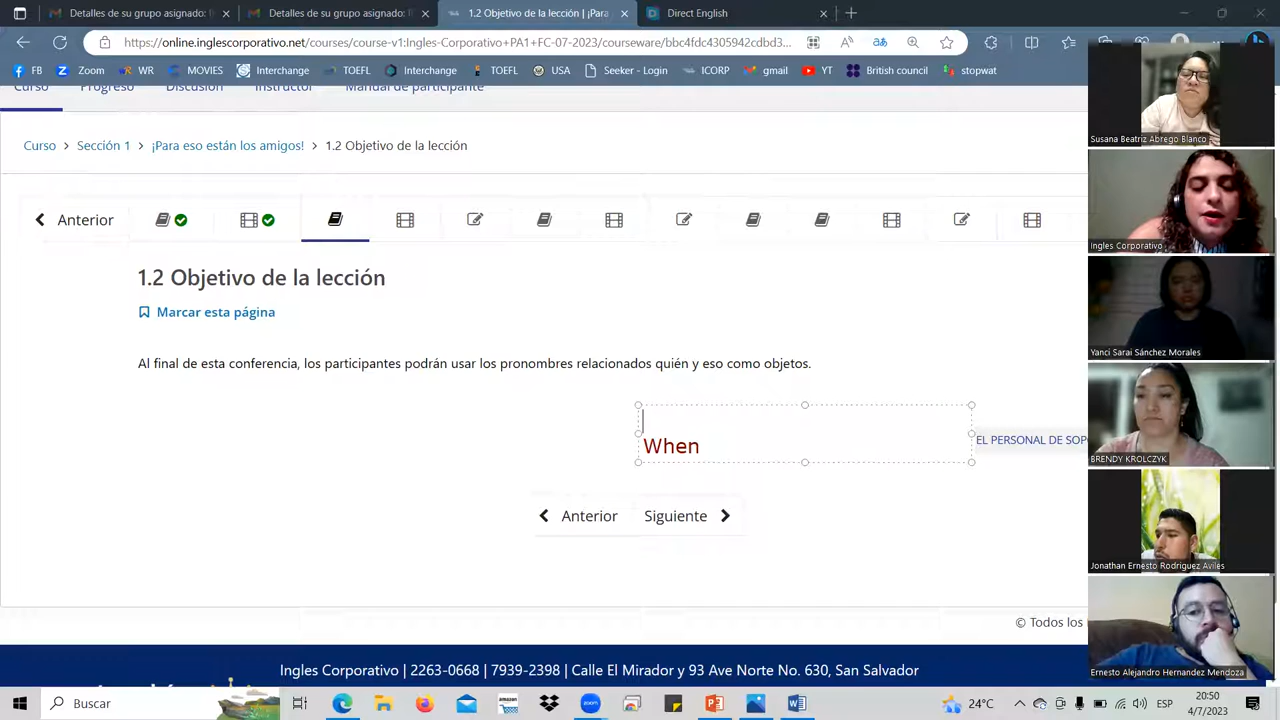 Detalles de su grupo asignado: (
Detalles de su grupo asignado: I
1.2 Objetivo de la lección | ¡Para
Direct English
https://online.inglescorporativo.net/courses/course-v1:Ingles-Corporativo+PA1+FC-07-2023/courseware/bbc4fdc4305942cdbd3...
FB
Zoom
WR
MOVIES
Interchange
TOEFL
Interchange
TOEFL
USA
Seeker - Login
ICORP
gmail
YT
British council
stopwat
Curso
Progreso
Discusión
Instructor
Manual de participante
Curso > Sección 1 > ¡Para eso están los amigos! > 1.2 Objetivo de la lección
Anterior
1.2 Objetivo de la lección
Marcar esta página
Al final de esta conferencia, los participantes podrán usar los pronombres relacionados quién y eso como objetos.
When
EL PERSONAL DE SOP
Anterior
Siguiente
© Todos los
Ingles Corporativo | 2263-0668 | 7939-2398 | Calle El Mirador y 93 Ave Norte No. 630, San Salvador
Susana Beatriz Abrego Blanco
Ingles Corporativo
Yanci Sarai Sánchez Morales
BRENDY KROLCZYK
Jonathan Ernesto Rodriguez Aviles
Ernesto Alejandro Hernandez Mendoza
Buscar
24°C
ESP
20:50
4/7/2023